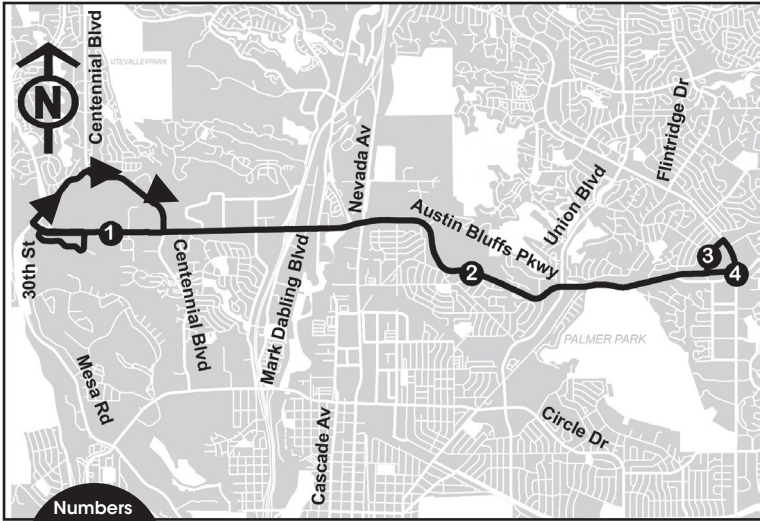 Centennial Blvd
UTE VALLEY PARK
N
Nevada Av
Flintridge Dr
Union Blvd
Austin Bluffs Pkwy
1
2
3
4
30th St
Centennial Blvd
Mark Dabling Blvd
PALMER PARK
Mesa Rd
Cascade Av
Circle Dr
Numbers